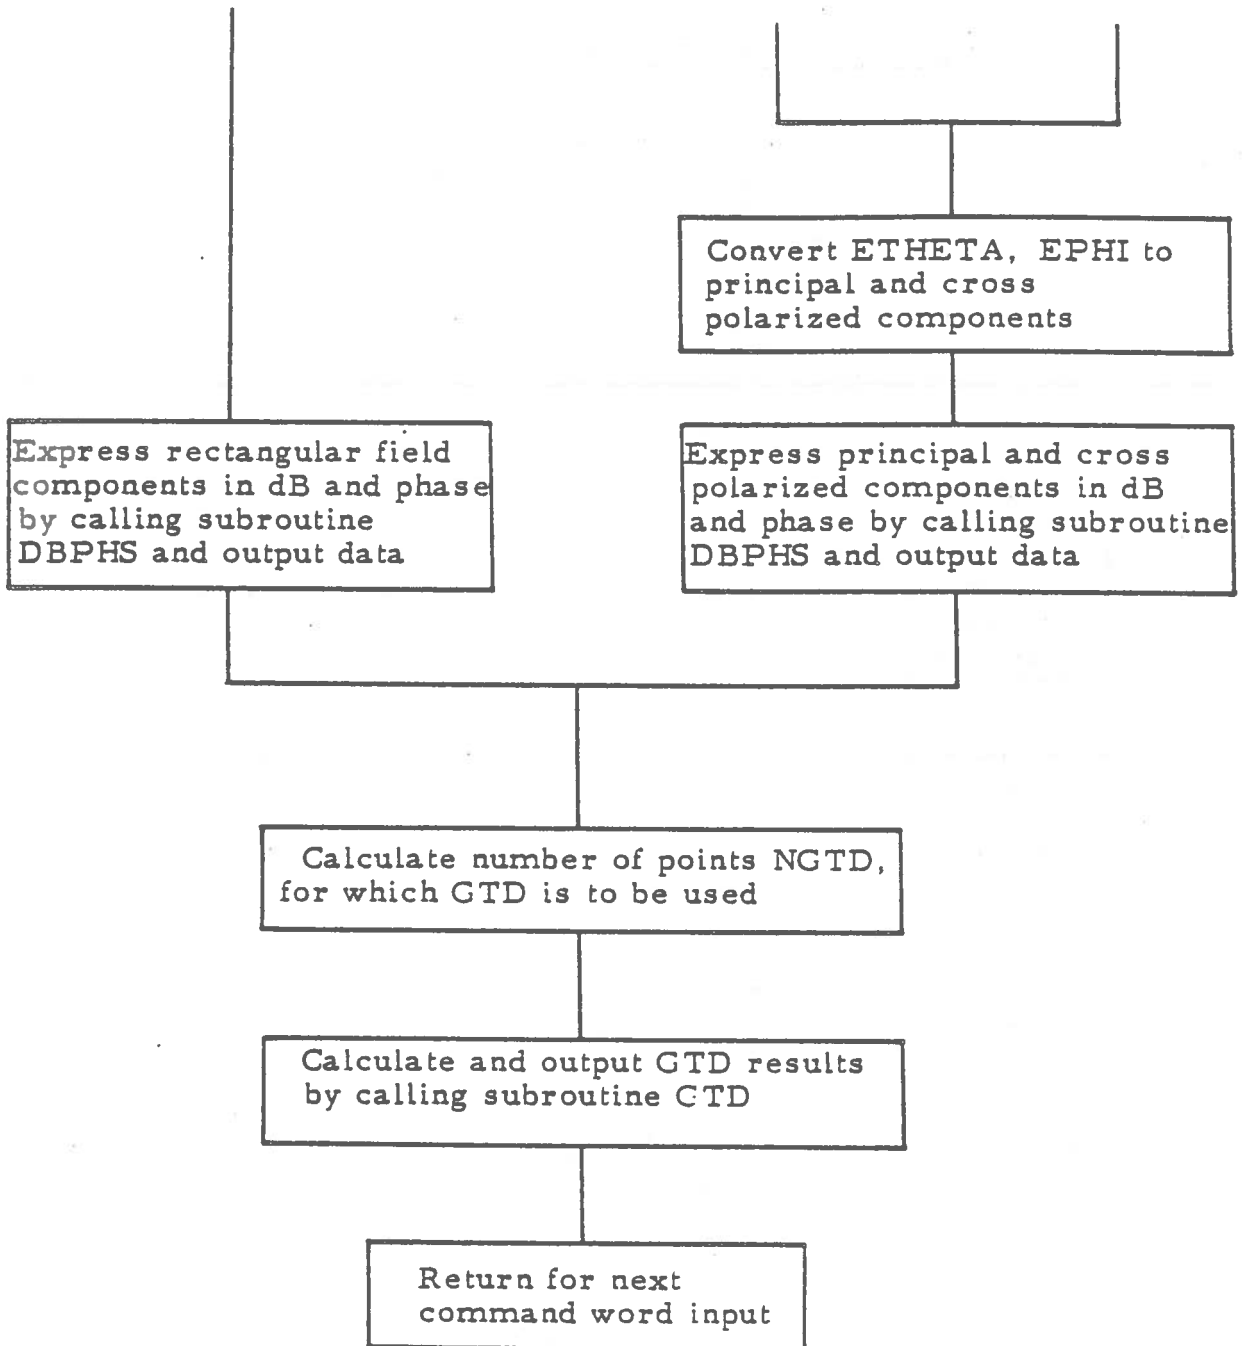 Convert ETHETA, EPHI to
principal and cross
polarized components
Express rectangular field
components in dB and phase
by calling subroutine
DBPHS and output data
Express principal and cross
polarized components in dB
and phase by calling subroutine
DBPHS and output data
Calculate number of points NGTD,
for which GTD is to be used
Calculate and output GTD results
by calling subroutine GTD
Return for next
command word input